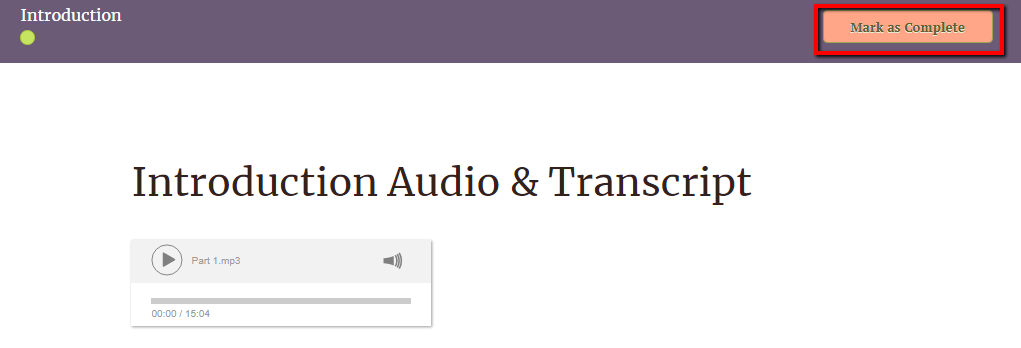 Introduction
Mark as Complete
Introduction Audio & Transcript
Part 1.mp3
00:00 / 15:04